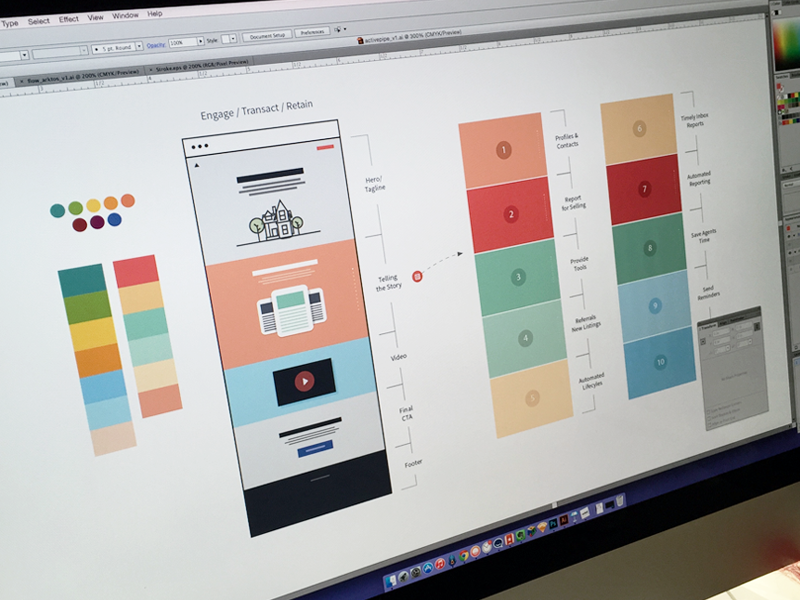 Type Select Effect View Window Help
5 pt. Round
Opacity: 100%
Style:
Document Setup
Preferences
activepipe_v1.ai @ 300% (CMYK/Preview)
@ 200% (CMYK/Preview)
@ 200% (RGB/Pixel Preview)
Engage / Transact / Retain
Hero/
Tagline
Telling
the Story
Video
Final
CTA
Footer
1
2
3
4
5
Profiles &
Contacts
Report
for Selling
Provide
Tools
Referrals
New Listings
Automated
Lifecyles
6
7
8
9
10
Timely Inbox
Reports
Automated
Reporting
Save Agents
Time
Send
Reminders